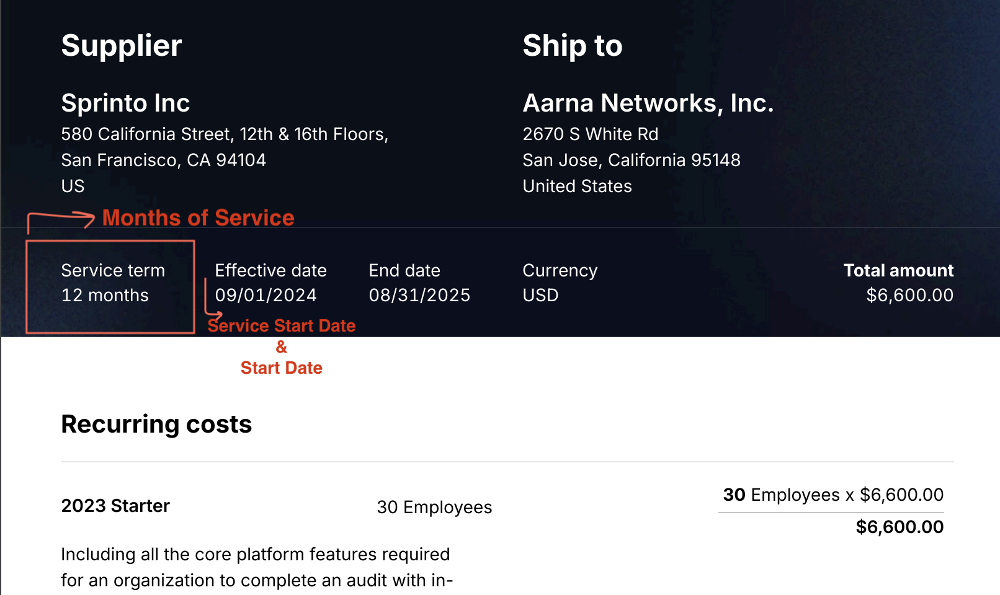 Supplier
Sprinto Inc
580 California Street, 12th & 16th Floors,
San Francisco, CA 94104
US
Ship to
Aarna Networks, Inc.
2670 S White Rd
San Jose, California 95148
United States
Months of Service
Service term
12 months
Effective date
09/01/2024
Service Start Date
&
Start Date
End date
08/31/2025
Currency
USD
Total amount
$6,600.00
Recurring costs
2023 Starter
30 Employees
30 Employees x $6,600.00
$6,600.00
Including all the core platform features required
for an organization to complete an audit with in-